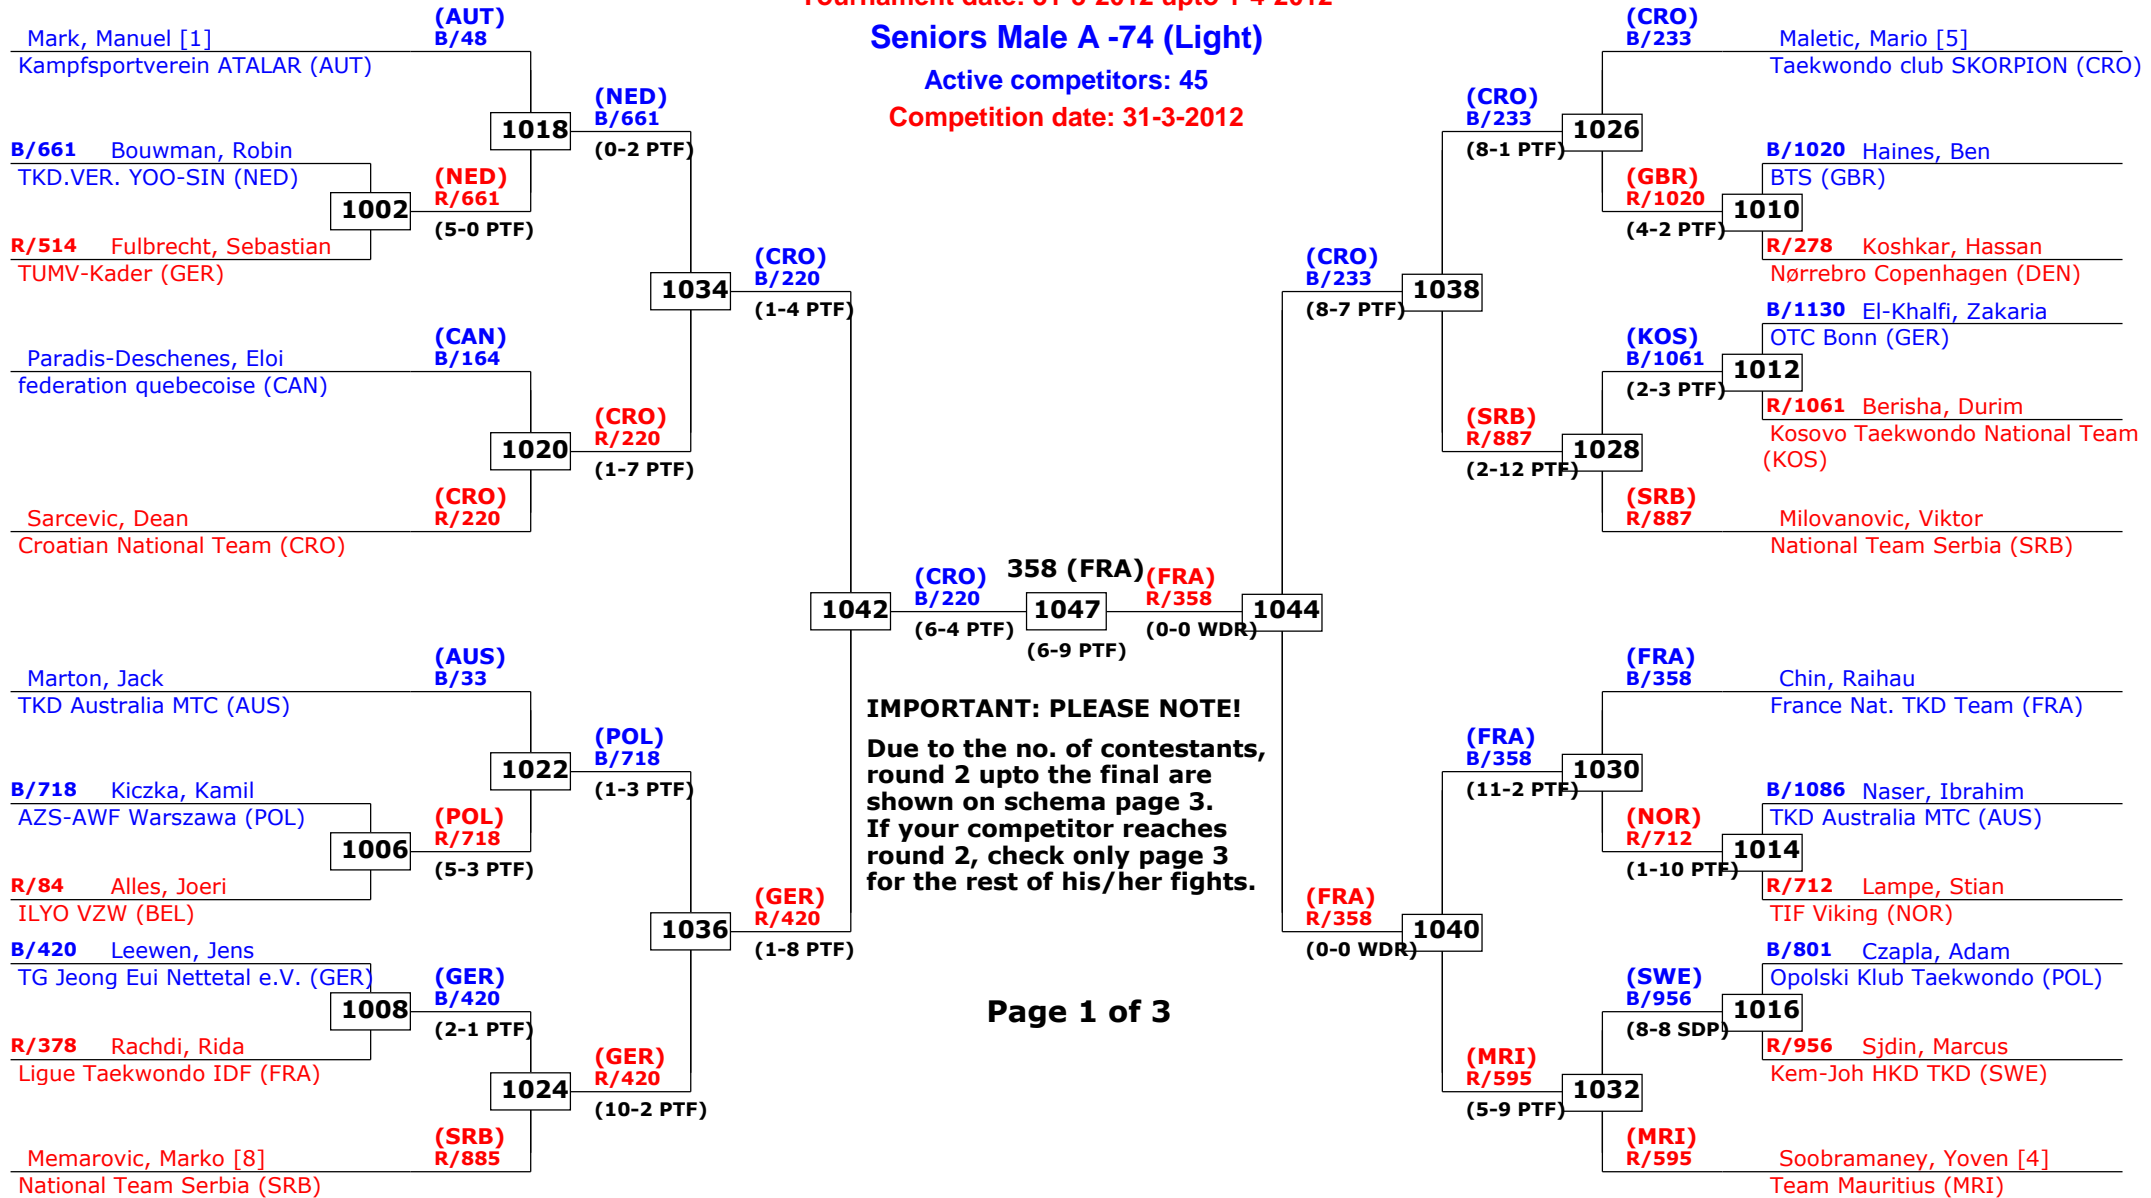 Tournament date: 31-3-2012 upto 1-4-2012
Seniors Male A -74 (Light)
Active competitors: 45
Competition date: 31-3-2012
(AUT)
Mark, Manuel [1]
B/48
Kampfsportverein ATALAR (AUT)
(NED)
B/661
1018
(0-2 PTF)
B/661 Bouwman, Robin
TKD.VER. YOO-SIN (NED)
(NED)
R/661
1002
(5-0 PTF)
R/514 Fulbrecht, Sebastian
TUMV-Kader (GER)
(CRO)
B/220
1034
(1-4 PTF)
(CAN)
Paradis-Deschenes, Eloi
B/164
federation quebecoise (CAN)
(CRO)
R/220
1020
(1-7 PTF)
(CRO)
Sarcevic, Dean
R/220
Croatian National Team (CRO)
(CRO)
B/220
1042
(6-4 PTF)
358 (FRA)
1047
(6-9 PTF)
(FRA)
R/358
1044
(0-0 WDR)
(AUS)
Marton, Jack
B/33
TKD Australia MTC (AUS)
(POL)
B/718
1022
(1-3 PTF)
B/718 Kiczka, Kamil
AZS-AWF Warszawa (POL)
(POL)
R/718
1006
(5-3 PTF)
R/84 Alles, Joeri
ILYO VZW (BEL)
(GER)
R/420
1036
(1-8 PTF)
B/420 Leewen, Jens
TG Jeong Eui Nettetal e.V. (GER)
(GER)
B/420
1008
(2-1 PTF)
R/378 Rachdi, Rida
Ligue Taekwondo IDF (FRA)
(GER)
R/420
1024
(10-2 PTF)
(SRB)
Memarovic, Marko [8]
R/885
National Team Serbia (SRB)
IMPORTANT: PLEASE NOTE!
Due to the no. of contestants,
round 2 upto the final are
shown on schema page 3.
If your competitor reaches
round 2, check only page 3
for the rest of his/her fights.
Page 1 of 3
(CRO)
B/233
Maletic, Mario [5]
Taekwondo club SKORPION (CRO)
(CRO)
B/233
1026
(8-1 PTF)
B/1020 Haines, Ben
BTS (GBR)
(GBR)
R/1020
1010
(4-2 PTF)
R/278 Koshkar, Hassan
Nørrebro Copenhagen (DEN)
(CRO)
B/233
1038
(8-7 PTF)
B/1130 El-Khalfi, Zakaria
OTC Bonn (GER)
(KOS)
B/1061
1012
(2-3 PTF)
R/1061 Berisha, Durim
Kosovo Taekwondo National Team
(KOS)
(SRB)
R/887
1028
(2-12 PTF)
(SRB)
R/887
Milovanovic, Viktor
National Team Serbia (SRB)
(FRA)
B/358
Chin, Raihau
France Nat. TKD Team (FRA)
(FRA)
B/358
1030
(11-2 PTF)
B/1086 Naser, Ibrahim
TKD Australia MTC (AUS)
(NOR)
R/712
1014
(1-10 PTF)
R/712 Lampe, Stian
TIF Viking (NOR)
(FRA)
R/358
1040
(0-0 WDR)
B/801 Czapla, Adam
Opolski Klub Taekwondo (POL)
(SWE)
B/956
1016
(8-8 SDP)
R/956 Sjdin, Marcus
Kem-Joh HKD TKD (SWE)
(MRI)
R/595
1032
(5-9 PTF)
(MRI)
R/595
Soobramaney, Yoven [4]
Team Mauritius (MRI)